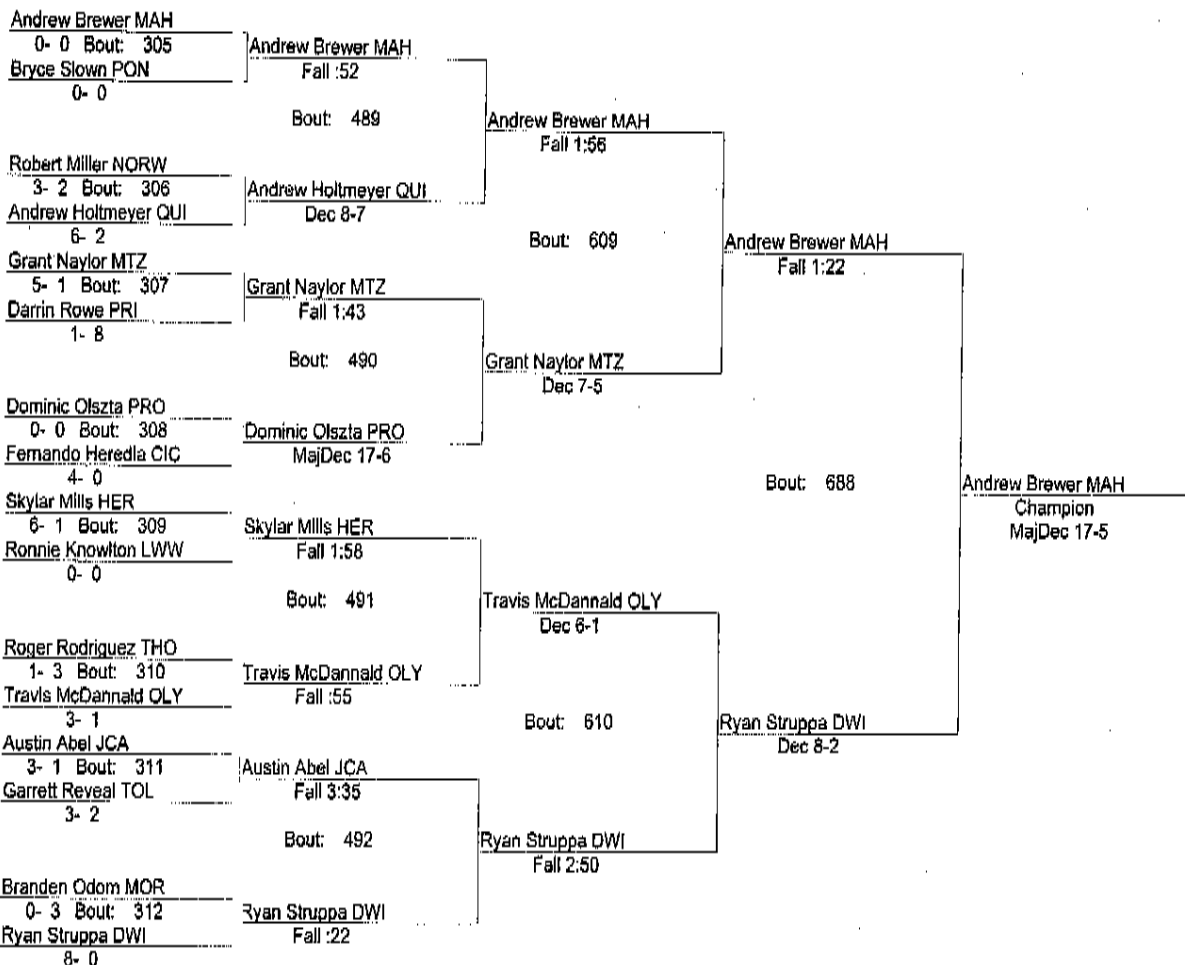 Andrew Brewer MAH
0- 0 Bout: 305
Bryce Slown PON
0- 0
Robert Miller NORW
3- 2 Bout: 306
Andrew Holtmeyer QUI
6- 2
Grant Naylor MTZ
5- 1 Bout: 307
Darrin Rowe PRI
1- 8
Dominic Olszta PRO
0- 0 Bout: 308
Fernando Heredia CIC
4- 0
Skylar Mills HER
6- 1 Bout: 309
Ronnie Knowlton LWW
0- 0
Roger Rodriguez THO
1- 3 Bout: 310
Travis McDannald OLY
3- 1
Austin Abel JCA
3- 1 Bout: 311
Garrett Reveal TOL
3- 2
Branden Odom MOR
0- 3 Bout: 312
Ryan Struppa DWI
8- 0
Andrew Brewer MAH
Fall :52
Bout: 489
Andrew Holtmeyer QUI
Dec 8-7
Grant Naylor MTZ
Fall 1:43
Bout: 490
Dominic Olszta PRO
MajDec 17-6
Skylar Mills HER
Fall 1:58
Bout: 491
Travis McDannald OLY
Fall :55
Austin Abel JCA
Fall 3:35
Bout: 492
Ryan Struppa DWI
Fall :22
Andrew Brewer MAH
Fall 1:56
Bout: 609
Grant Naylor MTZ
Dec 7-5
Travis McDannald OLY
Dec 6-1
Bout: 610
Ryan Struppa DWI
Fall 2:50
Andrew Brewer MAH
Fall 1:22
Bout: 688
Ryan Struppa DWI
Dec 8-2
Andrew Brewer MAH
Champion
MajDec 17-5